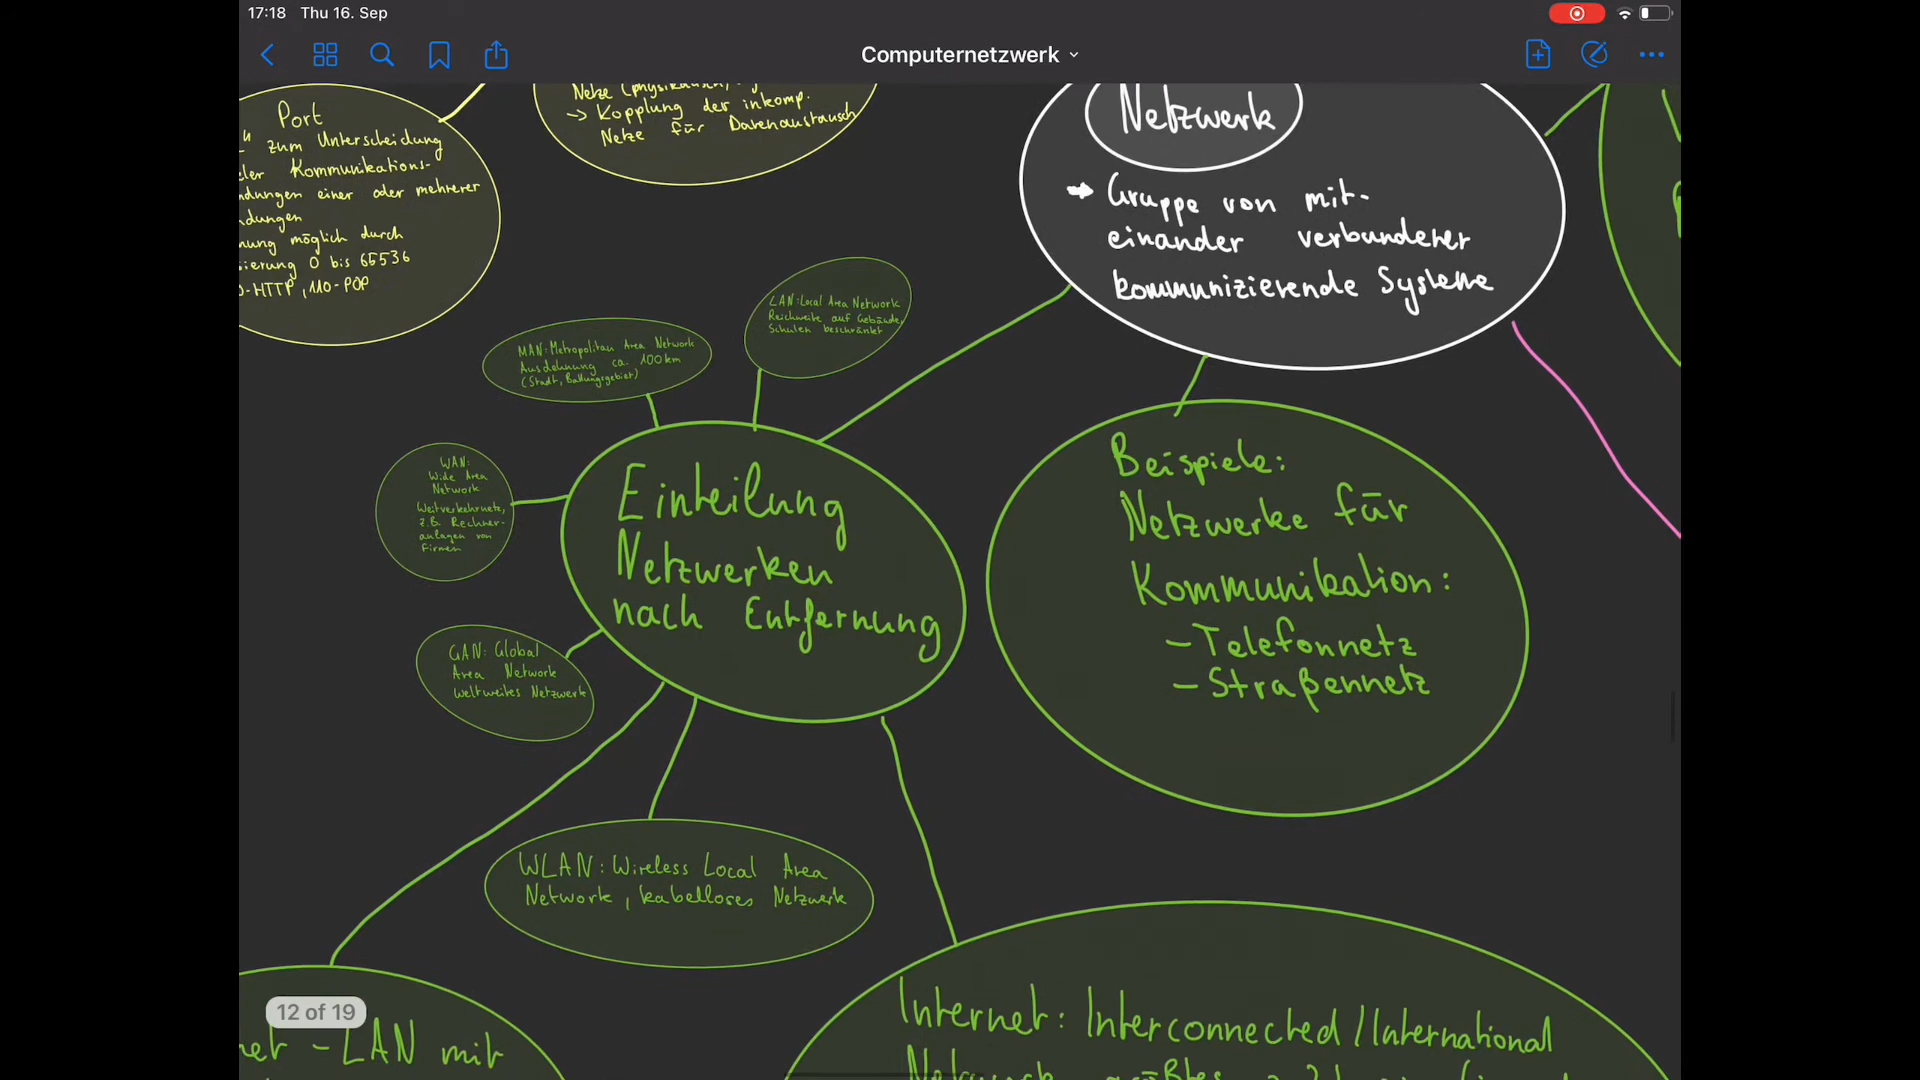 17:18 Thu 16. Sep
Computernetzwerk
Port
zum Unterscheidung
Kommunikations-
einer oder mehrerer
möglich durch
0 bis 65536
-HTTP, 110-POP
Netze
-> Kopplung der inkomp.
Netze für Datenaustausch
Netzwerk
→ Gruppe von mit-
einander verbundener
kommunizierende Systeme
LAN: Local Area Network
Reichweite auf Gebäude,
Schulen beschränkt
MAN: Metropolitan Area Network
Ausdehnung ca. 100km
(Stadt, Ballungsgebiet)
WAN:
Wide Area
Network
Weitverkehrnetz,
z.B. Rechner-
anlagen von
Firmen
Einteilung
Netzwerken
nach Entfernung
Beispiele:
Netzwerke für
Kommunikation:
- Telefonnetz
- Straßennetz
GAN: Global
Area Network
weltweites Netzwerk
WLAN: Wireless Local Area
Network, kabelloses Netzwerk
12 of 19
- LAN mit
Internet: Interconnected/International